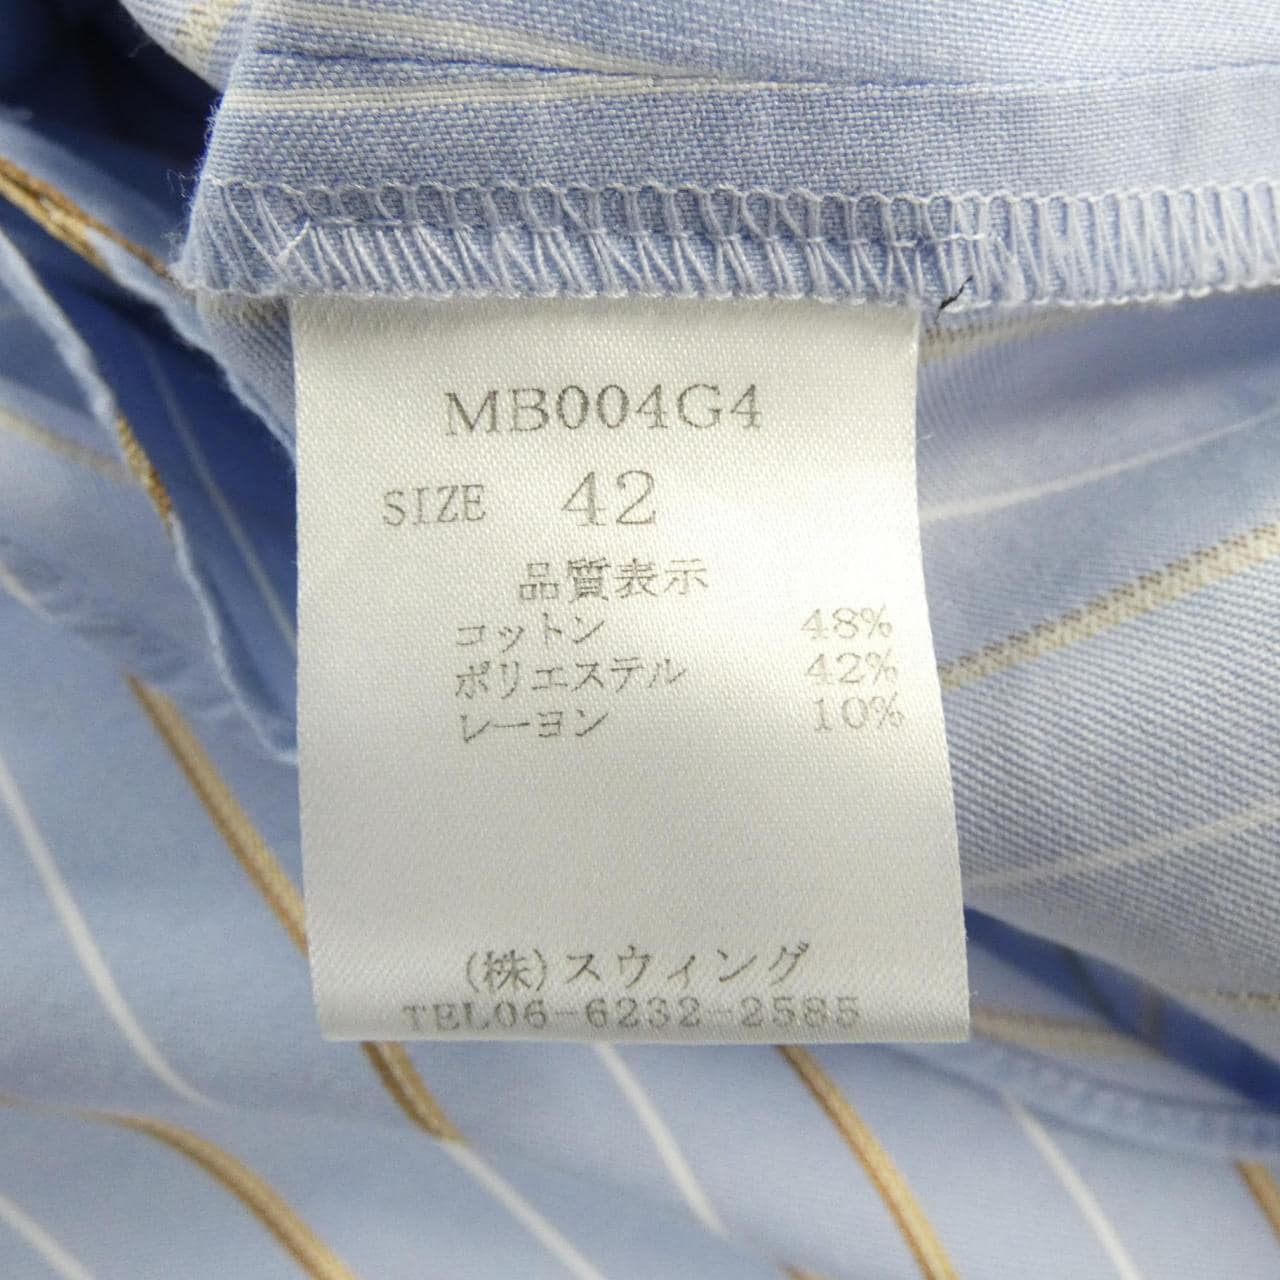 MB004G4
SIZE 42
品質表示
コットン 48%
ポリエステル 42%
レーヨン 10%
(株)スウィング
TEL06-6232-2585